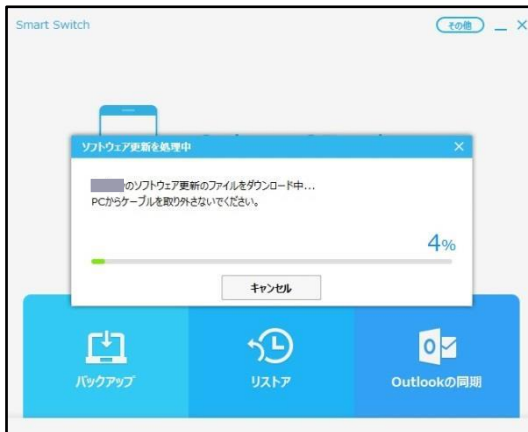 Smart Switch
その他
ソフトウェア更新を処理中
のソフトウェア更新のファイルをダウンロード中...
PCからケーブルを取り外さないでください。
4%
キャンセル
バックアップ
リストア
Outlookの同期